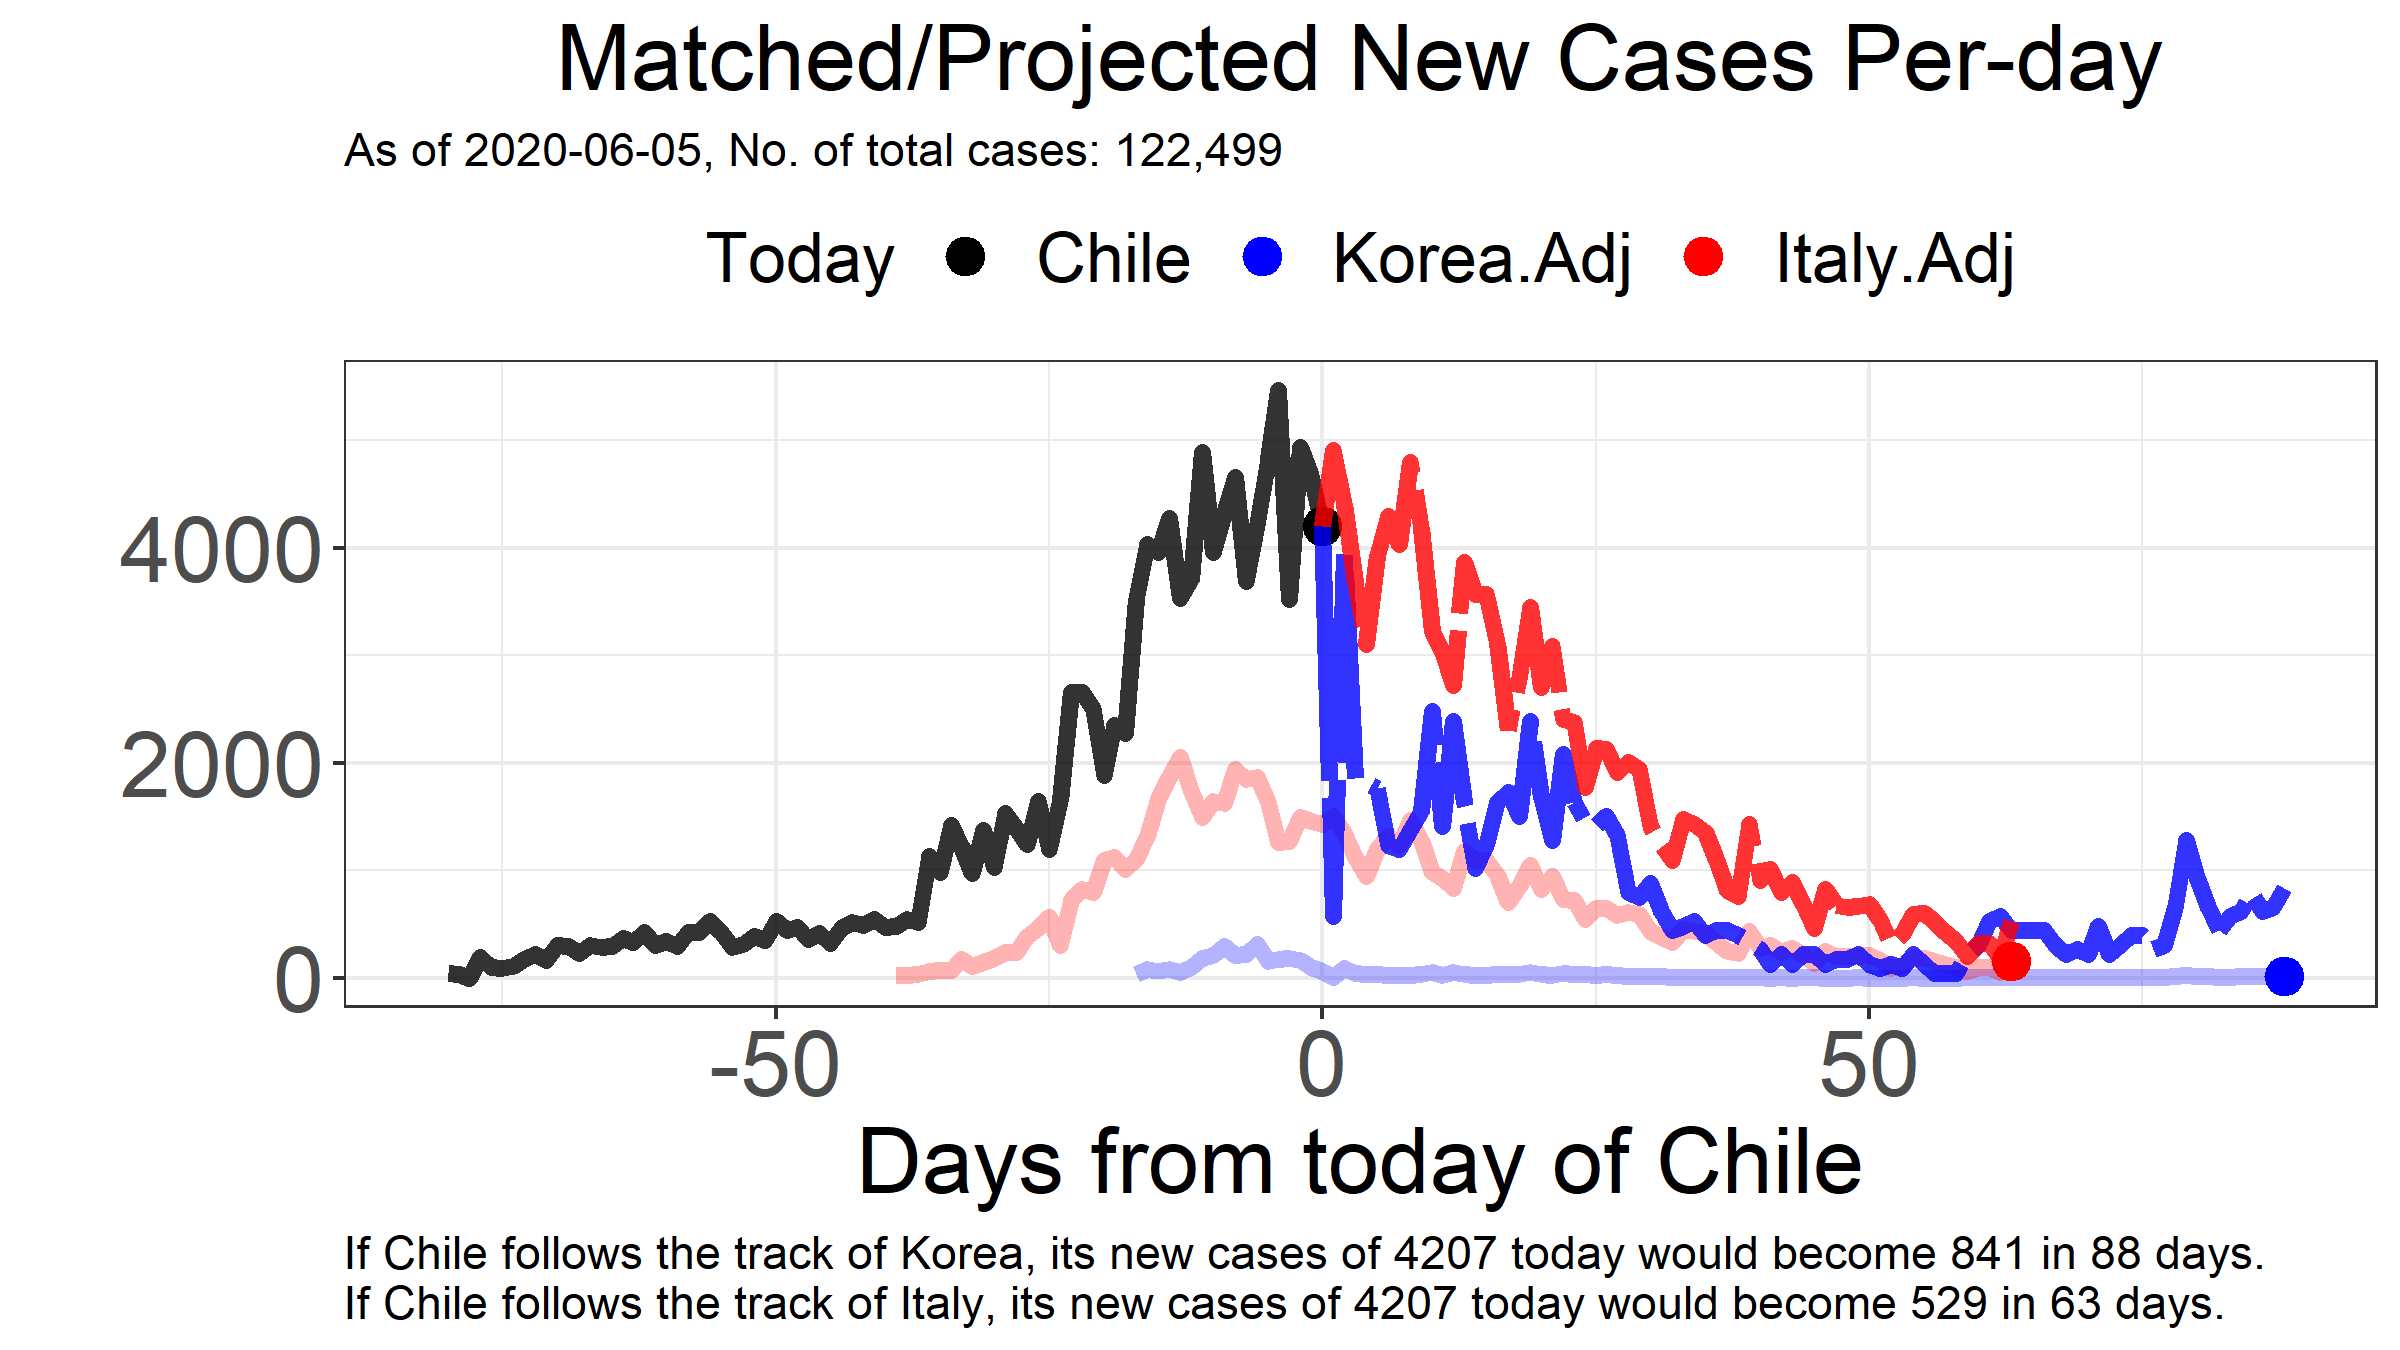 Matched/Projected New Cases Per-day
As of 2020-06-05, No. of total cases: 122,499
Today Chile Korea.Adj Italy.Adj
4000
2000
0
-50 0 50
Days from today of Chile
If Chile follows the track of Korea, its new cases of 4207 today would become 841 in 88 days.
If Chile follows the track of Italy, its new cases of 4207 today would become 529 in 63 days.